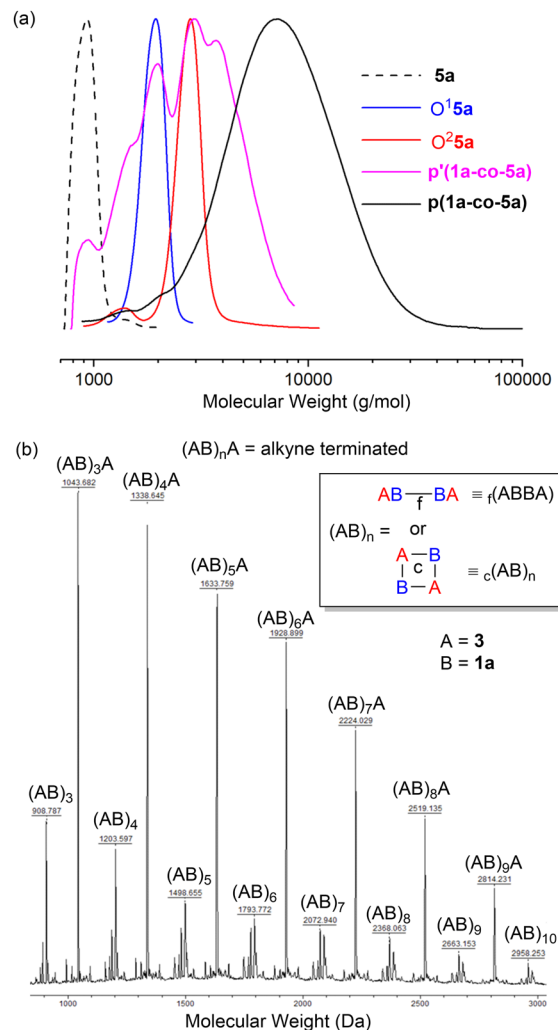 (a)
5a
O¹5a
O²5a
p'(1a-co-5a)
p(1a-co-5a)
1000 10000 100000
Molecular Weight (g/mol)
(b)
(AB)ₙA = alkyne terminated
(AB)₃A
1043.682
(AB)₄A
1338.645
AB f BA ≡ f(ABBA)
(AB)ₙ = or
A B
c
B A
≡ c(AB)ₙ
(AB)₅A
1633.759
(AB)₆A
1928.899
A = 3
B = 1a
(AB)₇A
2224.029
(AB)₈A
2519.135
(AB)₃
908.787
(AB)₄
1203.597
(AB)₉A
2814.231
(AB)₅
1498.655
(AB)₆
1793.772
(AB)₇
2072.940
(AB)₈
2368.063
(AB)₉
2663.153
(AB)₁₀
2958.253
1000 1500 2000 2500 3000
Molecular Weight (Da)